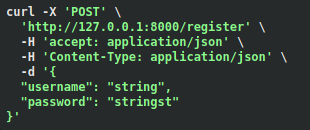 curl -X 'POST' \
  'http://127.0.0.1:8000/register' \
  -H 'accept: application/json' \
  -H 'Content-Type: application/json' \
  -d '{
  "username": "string",
  "password": "stringst"
}'